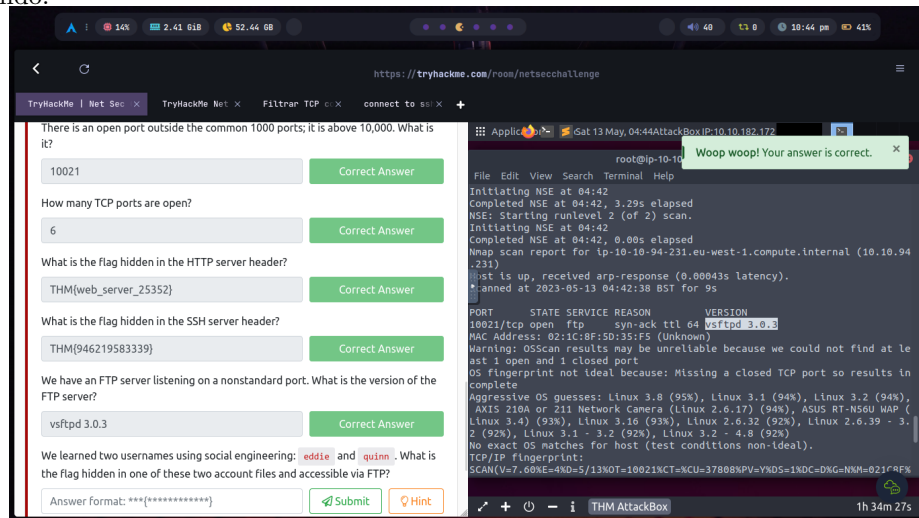 ndo.
14%
2.41 GiB
52.44 GB
40
0
10:44 pm
41%
https://tryhackme.com/room/netsecchallenge
TryHackMe | Net Sec ×
TryHackMe Net ×
Filtrar TCP co×
connect to ss ×
+
There is an open port outside the common 1000 ports; it is above 10,000. What is
it?
10021
Correct Answer
How many TCP ports are open?
6
Correct Answer
What is the flag hidden in the HTTP server header?
THM{web_server_25352}
Correct Answer
What is the flag hidden in the SSH server header?
THM{946219583339}
Correct Answer
We have an FTP server listening on a nonstandard port. What is the version of the
FTP server?
vsftpd 3.0.3
Correct Answer
We learned two usernames using social engineering: eddie and quinn . What is
the flag hidden in one of these two account files and accessible via FTP?
Answer format: ***{************}
Submit
Hint
Sat 13 May, 04:44 AttackBox IP:10.10.182.172
Woop woop! Your answer is correct. ×
root@ip-10-10
File Edit View Search Terminal Help
Initiating NSE at 04:42
Completed NSE at 04:42, 3.29s elapsed
NSE: Starting runlevel 2 (of 2) scan.
Initiating NSE at 04:42
Completed NSE at 04:42, 0.00s elapsed
Nmap scan report for ip-10-10-94-231.eu-west-1.compute.internal (10.10.94
.231)
Host is up, received arp-response (0.00043s latency).
Scanned at 2023-05-13 04:42:38 BST for 9s
PORT STATE SERVICE REASON VERSION
10021/tcp open ftp syn-ack ttl 64 vsftpd 3.0.3
MAC Address: 02:1C:8F:5D:35:F5 (Unknown)
Warning: OSScan results may be unreliable because we could not find at le
ast 1 open and 1 closed port
OS fingerprint not ideal because: Missing a closed TCP port so results in
complete
Aggressive OS guesses: Linux 3.8 (95%), Linux 3.1 (94%), Linux 3.2 (94%),
AXIS 210A or 211 Network Camera (Linux 2.6.17) (94%), ASUS RT-N56U WAP (
Linux 3.4) (93%), Linux 3.16 (93%), Linux 2.6.32 (92%), Linux 2.6.39 - 3.
2 (92%), Linux 3.1 - 3.2 (92%), Linux 3.2 - 4.8 (92%)
No exact OS matches for host (test conditions non-ideal).
TCP/IP fingerprint:
SCAN(V=7.60%E=4%D=5/13%OT=10021%CT=%CU=37808%PV=Y%DS=1%DC=D%G=N%M=021C8F%
THM AttackBox
1h 34m 27s